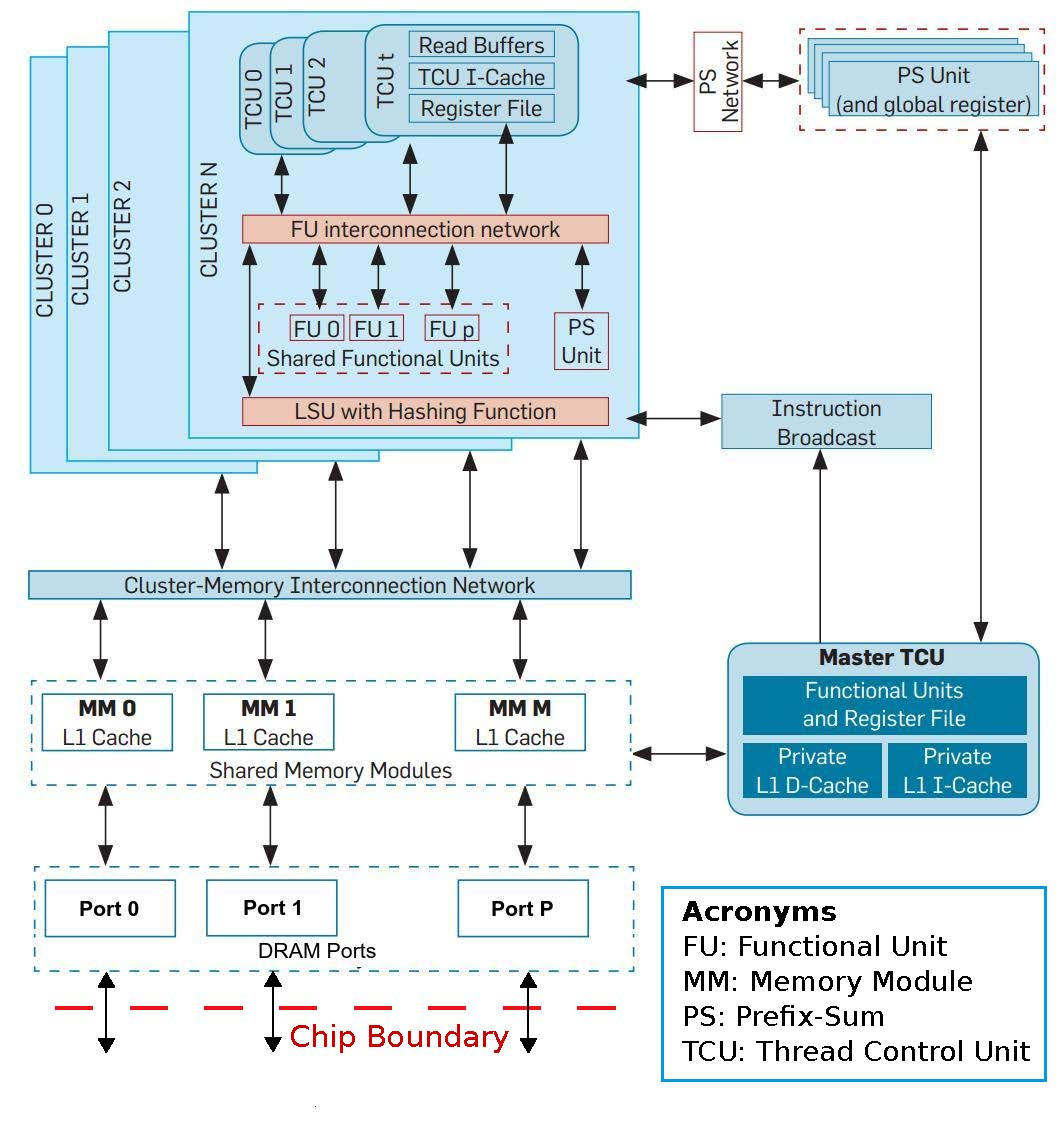 CLUSTER 0
CLUSTER 1
CLUSTER 2
CLUSTER N
TCU 0
TCU 1
TCU 2
TCU t
Read Buffers
TCU I-Cache
Register File
FU interconnection network
FU 0
FU 1
FU p
Shared Functional Units
PS
Unit
LSU with Hashing Function
PS
Network
PS Unit
(and global register)
Instruction
Broadcast
Cluster-Memory Interconnection Network
MM 0
L1 Cache
MM 1
L1 Cache
MM M
L1 Cache
Shared Memory Modules
Master TCU
Functional Units
and Register File
Private
L1 D-Cache
Private
L1 I-Cache
Port 0
Port 1
Port P
DRAM Ports
Chip Boundary
Acronyms
FU: Functional Unit
MM: Memory Module
PS: Prefix-Sum
TCU: Thread Control Unit